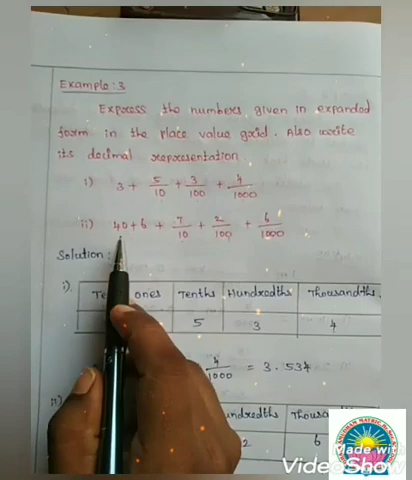 Example:3
Express the numbers given in expanded
form in the place value grid. Also write
its decimal representation
i) 3 + 5/10 + 3/100 + 4/1000
ii) 40+6 + 7/10 + 2/100 + 6/1000
Solution:
i). ones Tenths Hundredths Thousandths.
5 3 4
4/1000 = 3.534
ii)
2 6
Made with
VideoShow